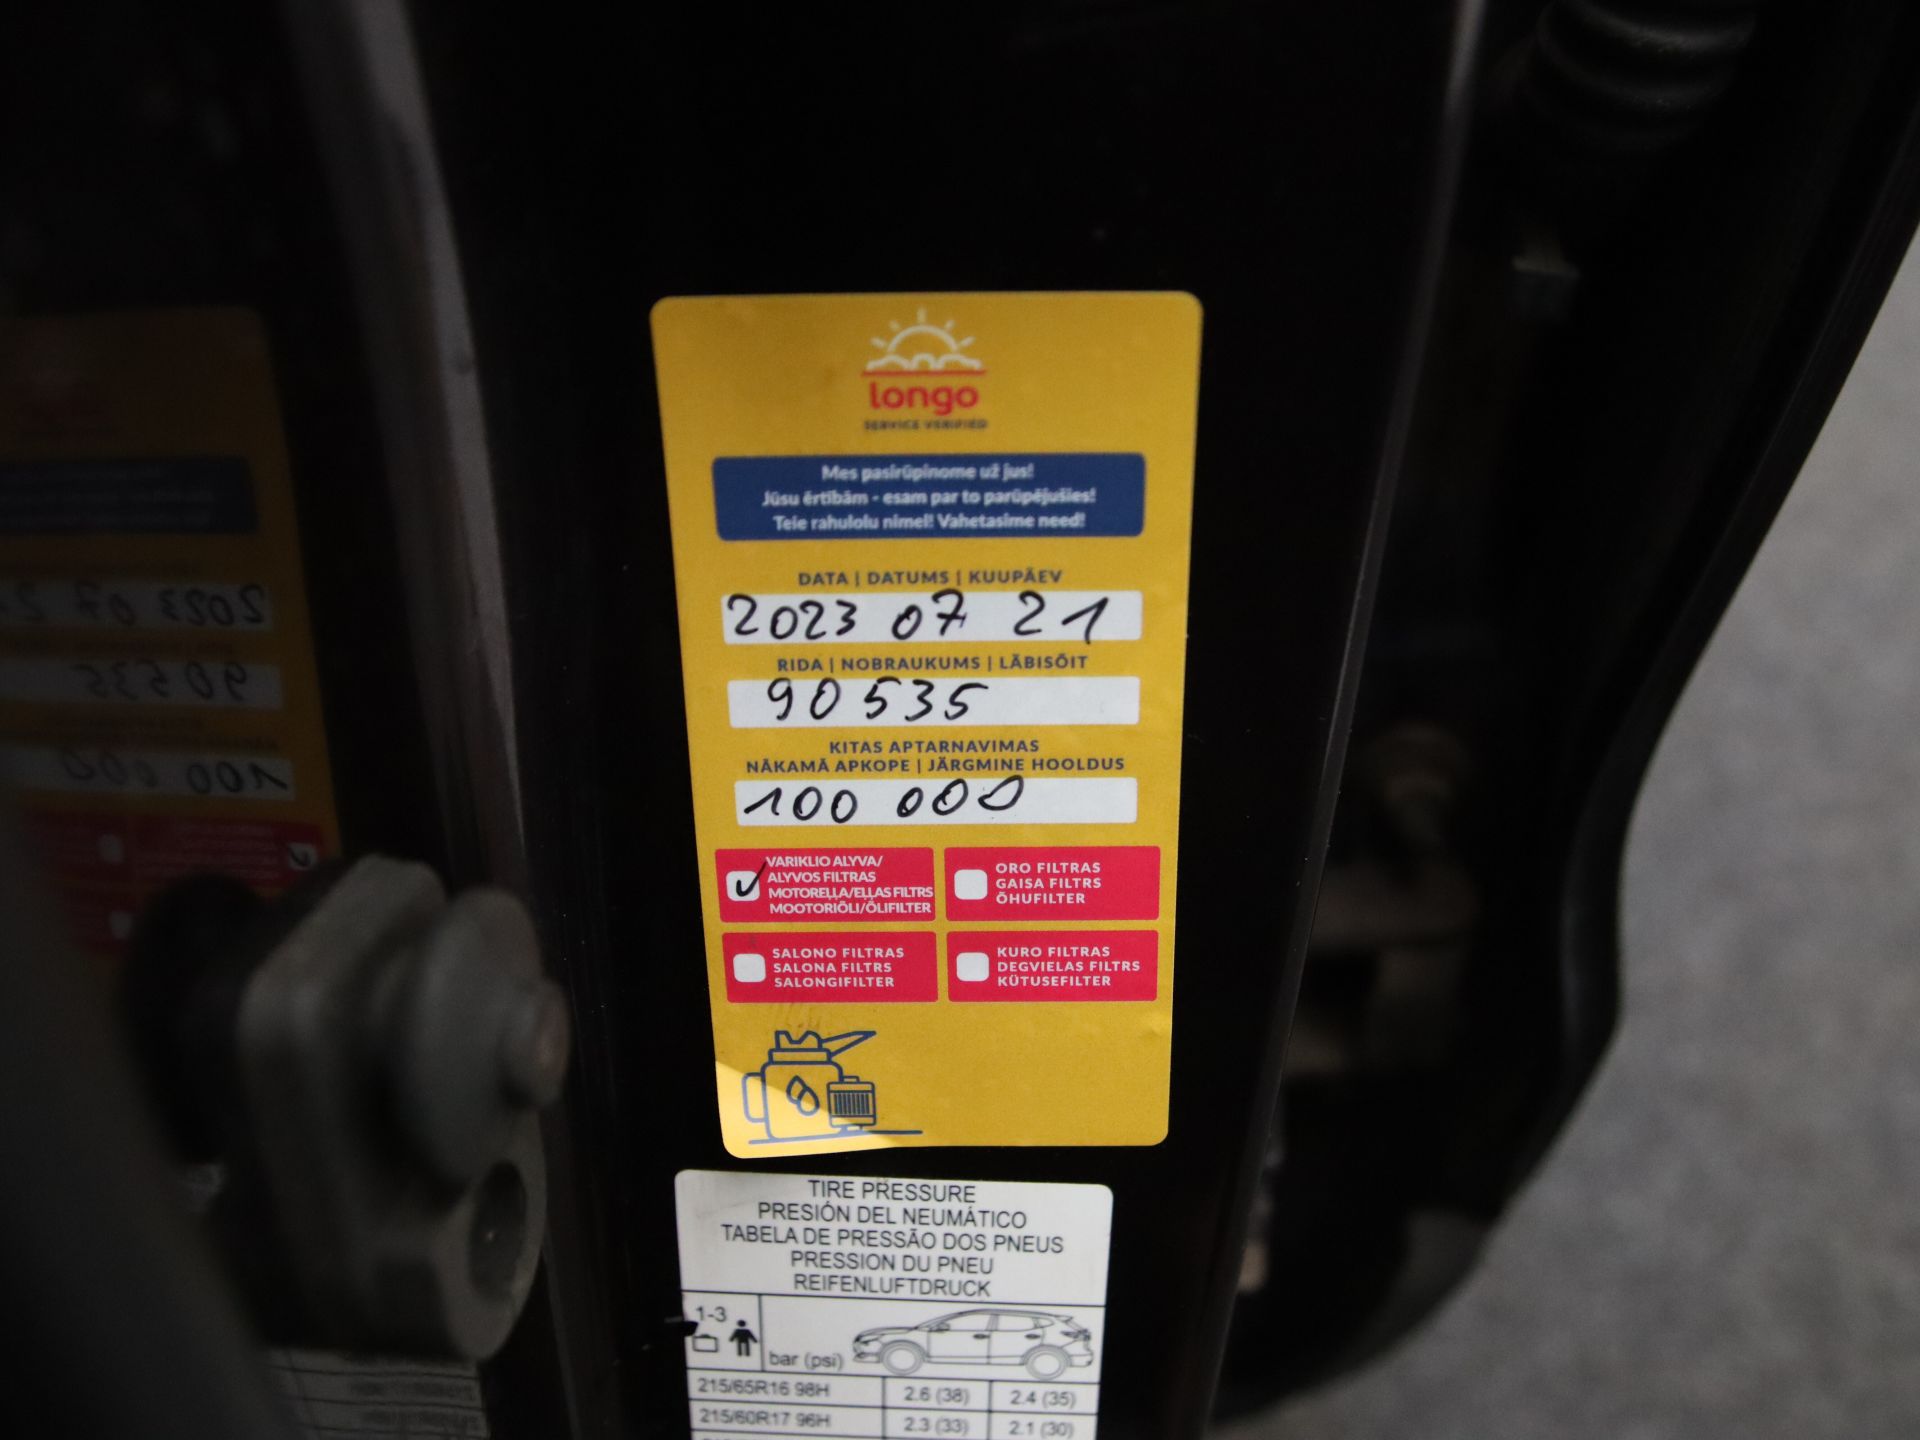 longo
SERVICE VERIFIED
Mes pasirūpinome už jus!
Jūsu ērtībām - esam par to parūpējušies!
Teie rahulolu nimel! Vahetasime need!
DATA | DATUMS | KUUPÄEV
2023 07 21
RIDA | NOBRAUKUMS | LÄBISÕIT
90535
KITAS APTARNAVIMAS
NĀKAMĀ APKOPE | JÄRGMINE HOOLDUS
100 000
VARIKLIO ALYVA/
ALYVOS FILTRAS
MOTOREĻĻA/EĻĻAS FILTRS
MOOTORIÕLI/ÕLIFILTER
ORO FILTRAS
GAISA FILTRS
ÕHUFILTER
SALONO FILTRAS
SALONA FILTRS
SALONGIFILTER
KURO FILTRAS
DEGVIELAS FILTRS
KÜTUSEFILTER
TIRE PRESSURE
PRESIÓN DEL NEUMÁTICO
TABELA DE PRESSÃO DOS PNEUS
PRESSION DU PNEU
REIFENLUFTDRUCK
1-3
bar (psi)
215/65R16 98H 2.6 (38) 2.4 (35)
215/60R17 96H 2.3 (33) 2.1 (30)